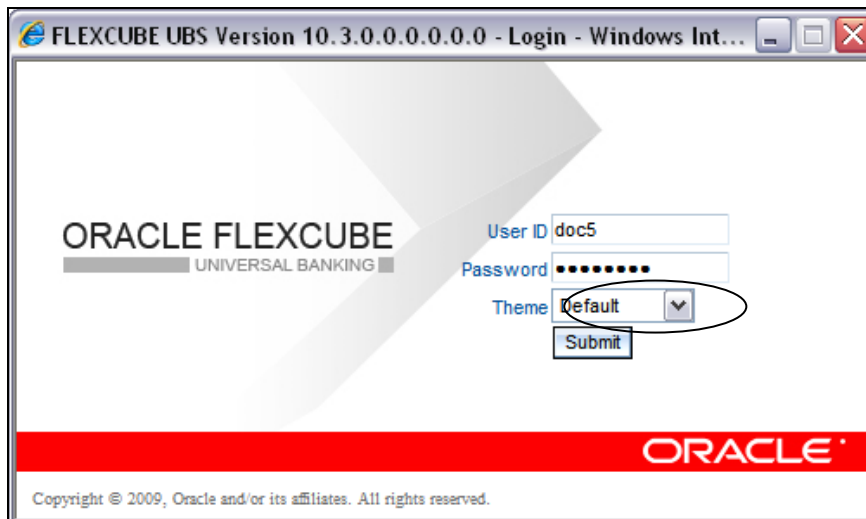 FLEXCUBE UBS Version 10.3.0.0.0.0.0.0 - Login - Windows Int...
ORACLE FLEXCUBE
UNIVERSAL BANKING
User ID doc5
Password ●●●●●●●●
Theme Default
Submit
ORACLE
Copyright © 2009, Oracle and/or its affiliates. All rights reserved.